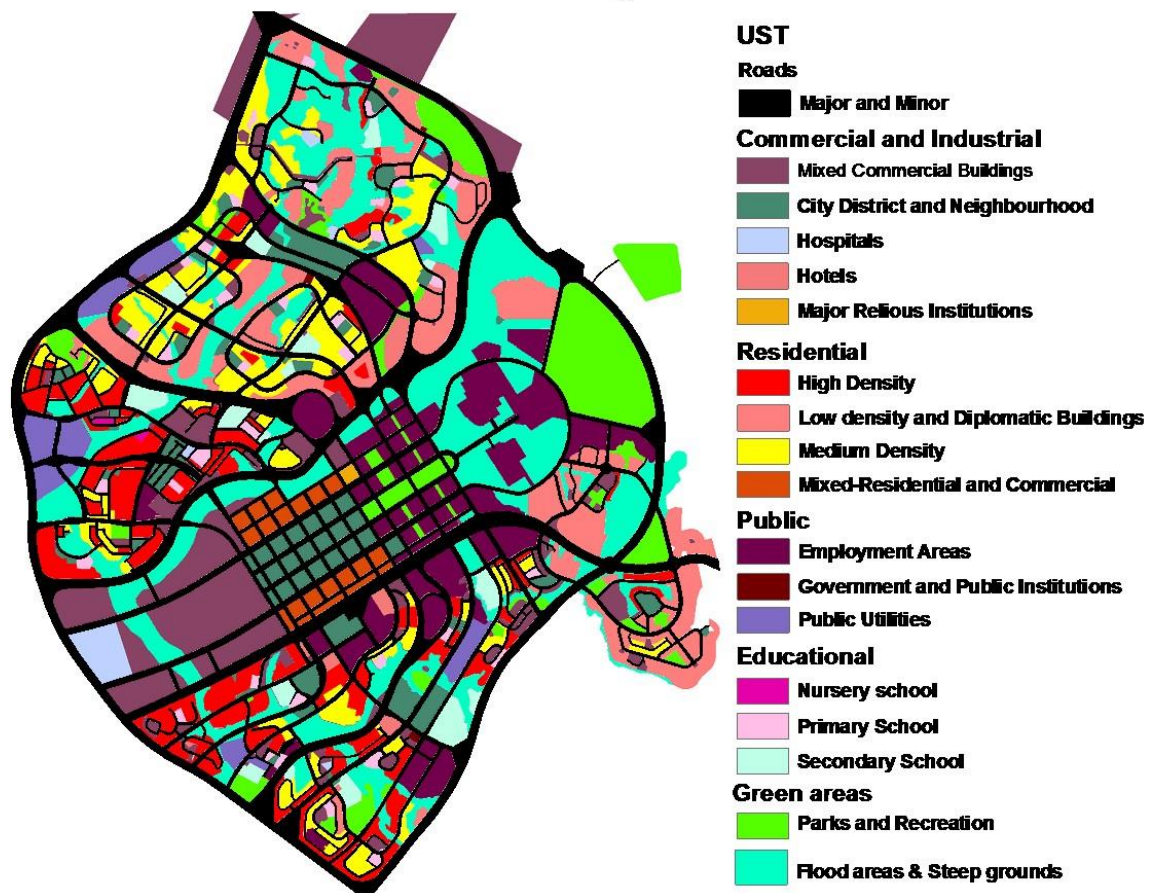 UST
Roads
Major and Minor
Commercial and Industrial
Mixed Commercial Buildings
City District and Neighbourhood
Hospitals
Hotels
Major Relious Institutions
Residential
High Density
Low density and Diplomatic Buildings
Medium Density
Mixed-Residential and Commercial
Public
Employment Areas
Government and Public Institutions
Public Utilities
Educational
Nursery school
Primary School
Secondary School
Green areas
Parks and Recreation
Flood areas & Steep grounds